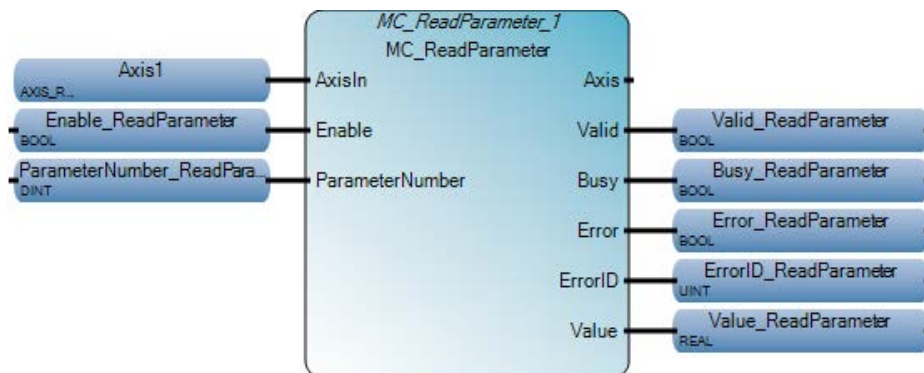 MC_ReadParameter_1
MC_ReadParameter
Axis1
AXIS_R...
AxisIn
Axis
Enable_ReadParameter
BOOL
Enable
Valid
Valid_ReadParameter
BOOL
ParameterNumber_ReadPara...
DINT
ParameterNumber
Busy
Busy_ReadParameter
BOOL
Error
Error_ReadParameter
BOOL
ErrorID
ErrorID_ReadParameter
UINT
Value
Value_ReadParameter
REAL